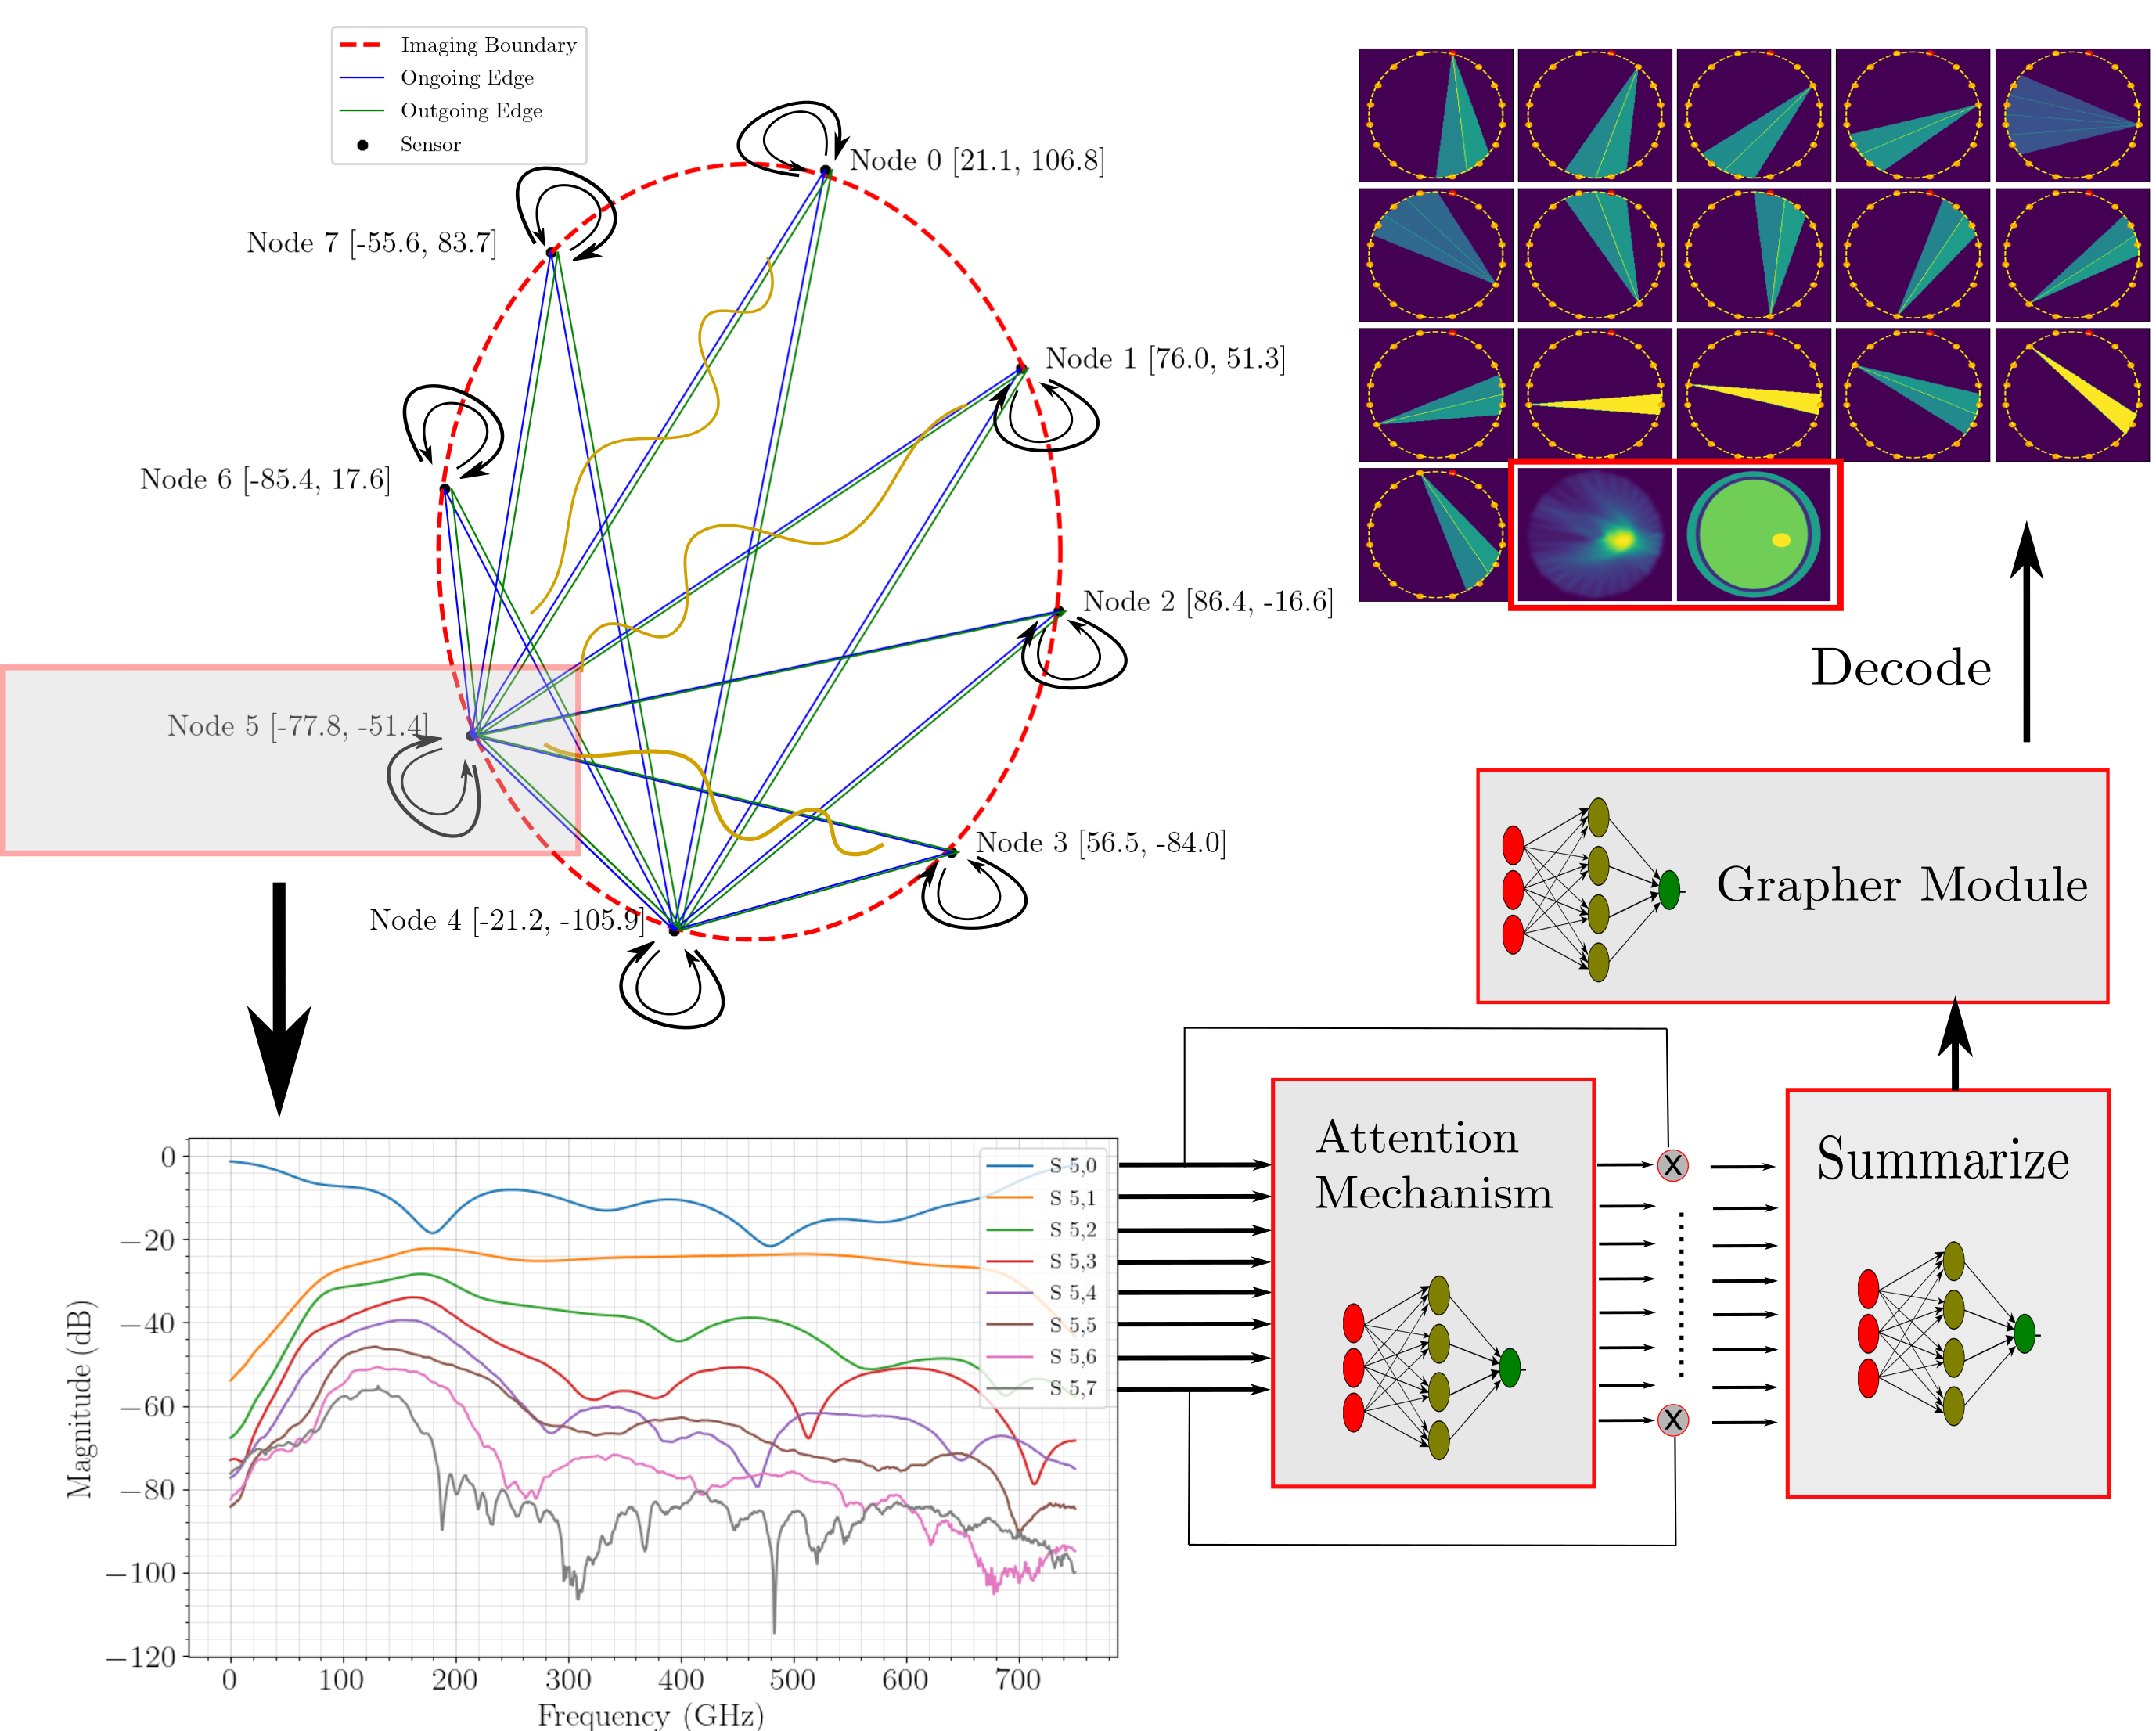 Imaging Boundary
Ongoing Edge
Outgoing Edge
Sensor
Node 0 [21.1, 106.8]
Node 7 [-55.6, 83.7]
Node 1 [76.0, 51.3]
Node 6 [-85.4, 17.6]
Node 2 [86.4, -16.6]
Node 5 [-77.8, -51.4]
Node 3 [56.5, -84.0]
Node 4 [-21.2, -105.9]
Decode
Grapher Module
Attention
Mechanism
X
X
Summarize
S 5,0
S 5,1
S 5,2
S 5,3
S 5,4
S 5,5
S 5,6
S 5,7
0
−20
−40
−60
−80
−100
−120
Magnitude (dB)
0 100 200 300 400 500 600 700
Frequency (GHz)